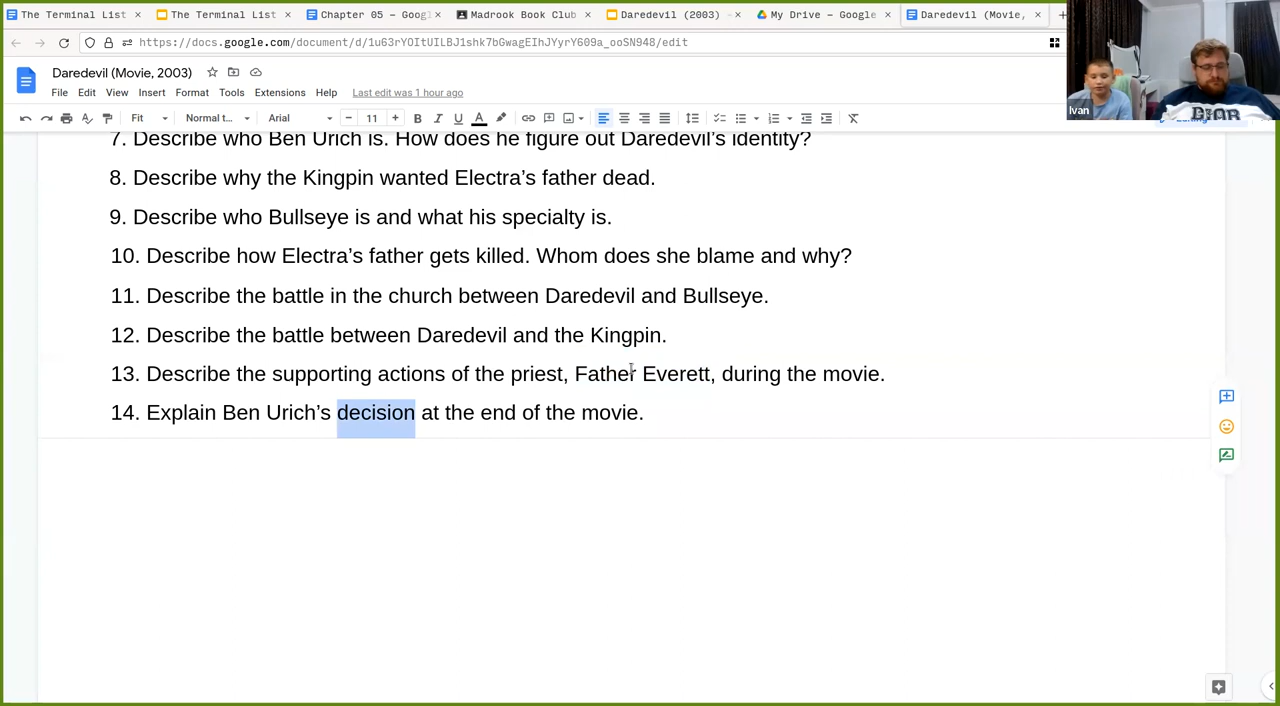 The Terminal List
The Terminal List
Chapter 05 – Goog
Madrook Book Club
Daredevil (2003) -
My Drive – Google
Daredevil (Movie,
https://docs.google.com/document/d/1u63rYOItUILBJ1shk7bGwagEIhJYyrY609a_ooSN948/edit
Daredevil (Movie, 2003)
File Edit View Insert Format Tools Extensions Help Last edit was 1 hour ago
Fit Normal t... Arial 11
Ivan
DIOR
7. Describe who Ben Urich is. How does he figure out Daredevil's identity?
8. Describe why the Kingpin wanted Electra's father dead.
9. Describe who Bullseye is and what his specialty is.
10. Describe how Electra's father gets killed. Whom does she blame and why?
11. Describe the battle in the church between Daredevil and Bullseye.
12. Describe the battle between Daredevil and the Kingpin.
13. Describe the supporting actions of the priest, Father Everett, during the movie.
14. Explain Ben Urich's decision at the end of the movie.